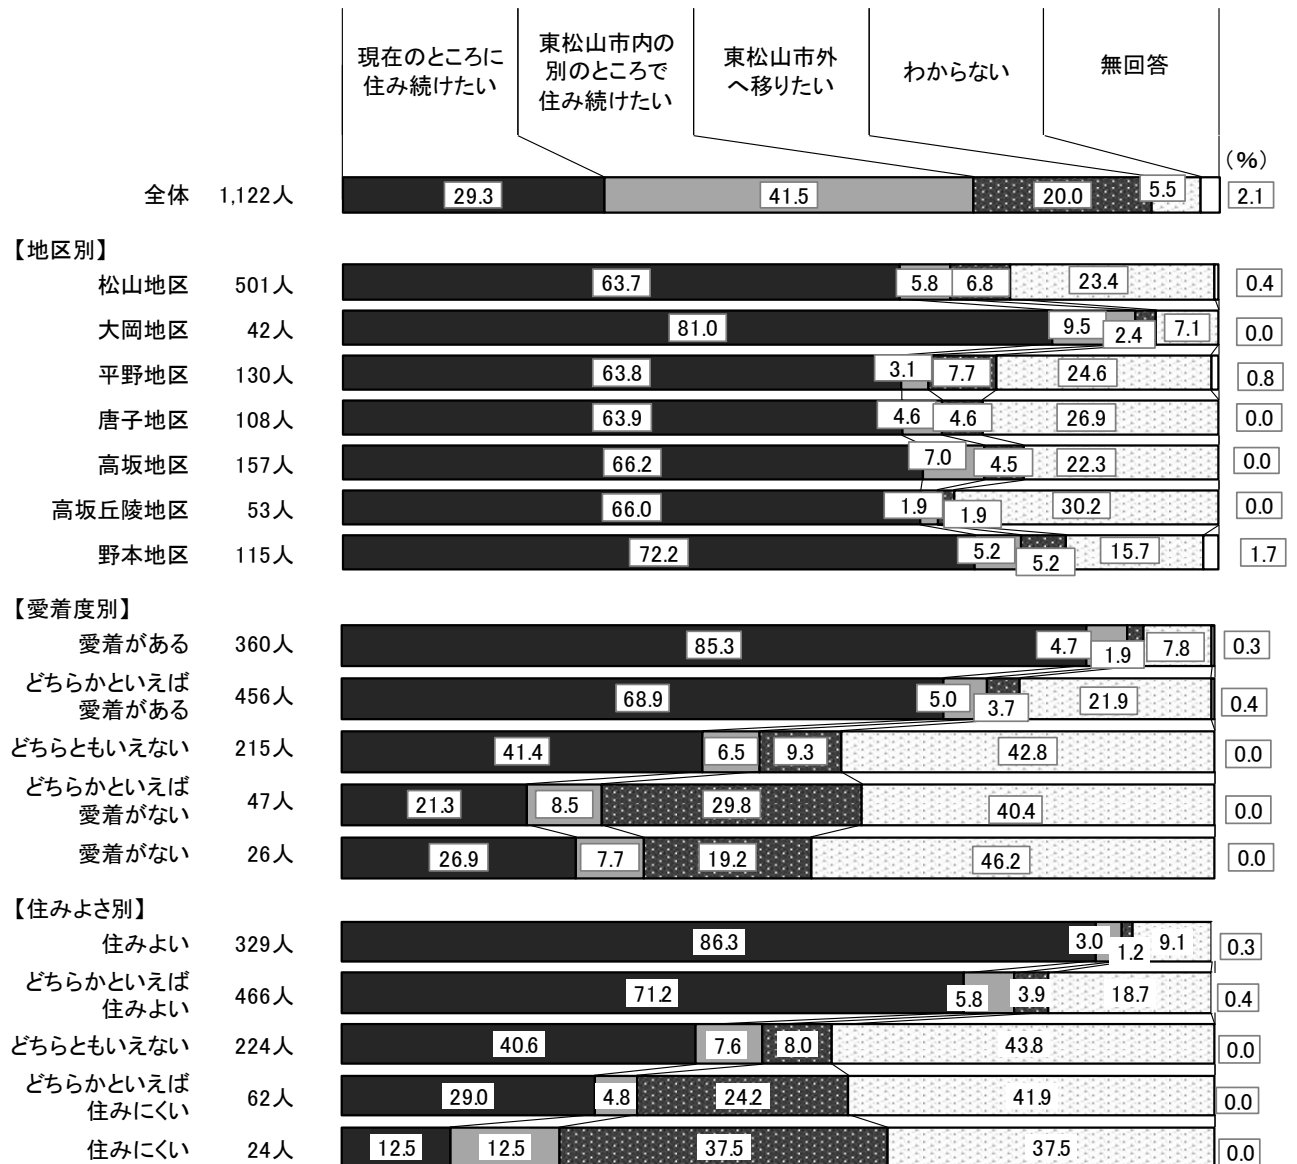 現在のところに
住み続けたい
東松山市内の
別のところで
住み続けたい
東松山市外
へ移りたい
わからない
無回答
(%)
全体 1,122人 29.3 41.5 20.0 5.5 2.1
【地区別】
松山地区 501人 63.7 5.8 6.8 23.4 0.4
大岡地区 42人 81.0 9.5 2.4 7.1 0.0
平野地区 130人 63.8 3.1 7.7 24.6 0.8
唐子地区 108人 63.9 4.6 4.6 26.9 0.0
高坂地区 157人 66.2 7.0 4.5 22.3 0.0
高坂丘陵地区 53人 66.0 1.9 1.9 30.2 0.0
野本地区 115人 72.2 5.2 5.2 15.7 1.7
【愛着度別】
愛着がある 360人 85.3 4.7 1.9 7.8 0.3
どちらかといえば
愛着がある 456人 68.9 5.0 3.7 21.9 0.4
どちらともいえない 215人 41.4 6.5 9.3 42.8 0.0
どちらかといえば
愛着がない 47人 21.3 8.5 29.8 40.4 0.0
愛着がない 26人 26.9 7.7 19.2 46.2 0.0
【住みよさ別】
住みよい 329人 86.3 3.0 1.2 9.1 0.3
どちらかといえば
住みよい 466人 71.2 5.8 3.9 18.7 0.4
どちらともいえない 224人 40.6 7.6 8.0 43.8 0.0
どちらかといえば
住みにくい 62人 29.0 4.8 24.2 41.9 0.0
住みにくい 24人 12.5 12.5 37.5 37.5 0.0